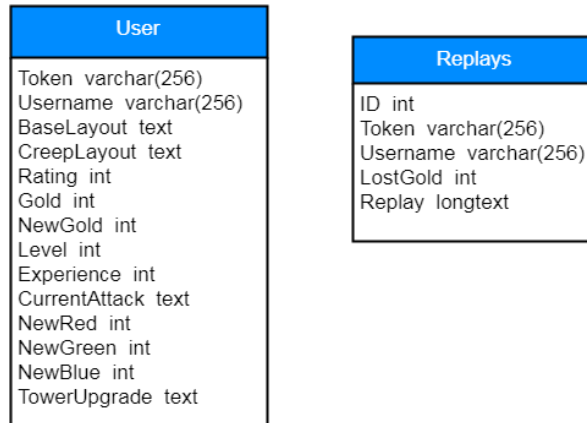 User
Token varchar(256)
Username varchar(256)
BaseLayout text
CreepLayout text
Rating int
Gold int
NewGold int
Level int
Experience int
CurrentAttack text
NewRed int
NewGreen int
NewBlue int
TowerUpgrade text
Replays
ID int
Token varchar(256)
Username varchar(256)
LostGold int
Replay longtext